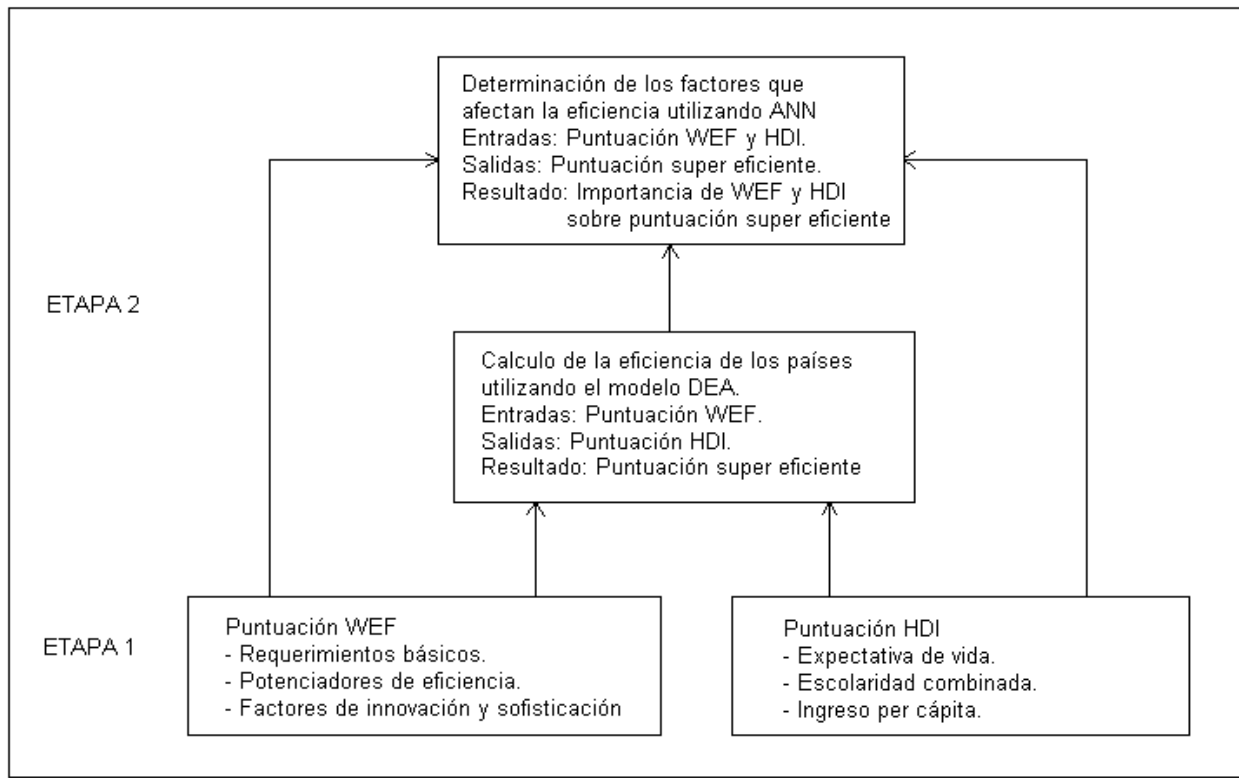 Determinación de los factores que
afectan la eficiencia utilizando ANN
Entradas: Puntuación WEF y HDI.
Salidas: Puntuación super eficiente.
Resultado: Importancia de WEF y HDI
sobre puntuación super eficiente
ETAPA 2
Calculo de la eficiencia de los países
utilizando el modelo DEA.
Entradas: Puntuación WEF.
Salidas: Puntuación HDI.
Resultado: Puntuación super eficiente
ETAPA 1
Puntuación WEF
- Requerimientos básicos.
- Potenciadores de eficiencia.
- Factores de innovación y sofisticación
Puntuación HDI
- Expectativa de vida.
- Escolaridad combinada.
- Ingreso per cápita.